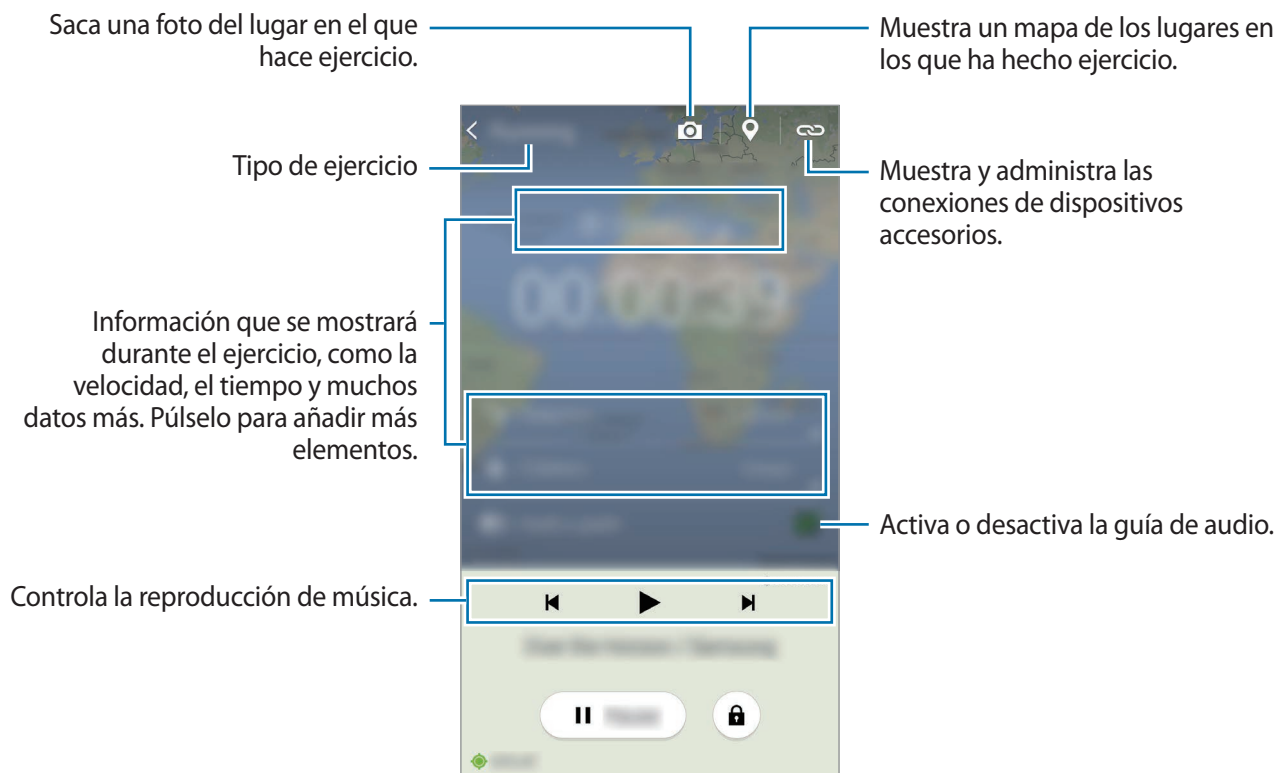 Saca una foto del lugar en el que
hace ejercicio.
Muestra un mapa de los lugares en
los que ha hecho ejercicio.
Tipo de ejercicio
Muestra y administra las
conexiones de dispositivos
accesorios.
Información que se mostrará
durante el ejercicio, como la
velocidad, el tiempo y muchos
datos más. Púlselo para añadir más
elementos.
00:00:39
Activa o desactiva la guía de audio.
Controla la reproducción de música.